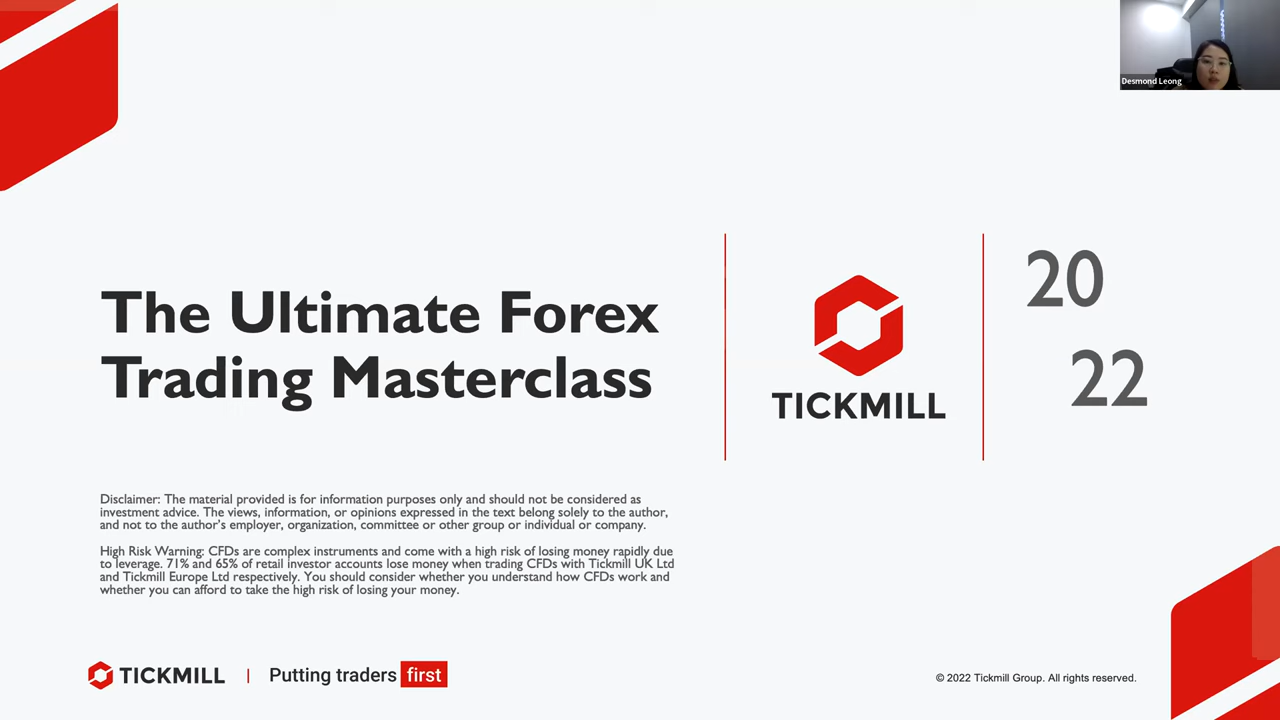 Desmond Leong
The Ultimate Forex
Trading Masterclass
TICKMILL
20
22
Disclaimer: The material provided is for information purposes only and should not be considered as
investment advice. The views, information, or opinions expressed in the text belong solely to the author,
and not to the author's employer, organization, committee or other group or individual or company.
High Risk Warning: CFDs are complex instruments and come with a high risk of losing money rapidly due
to leverage. 71% and 65% of retail investor accounts lose money when trading CFDs with Tickmill UK Ltd
and Tickmill Europe Ltd respectively. You should consider whether you understand how CFDs work and
whether you can afford to take the high risk of losing your money.
TICKMILL | Putting traders first
© 2022 Tickmill Group. All rights reserved.